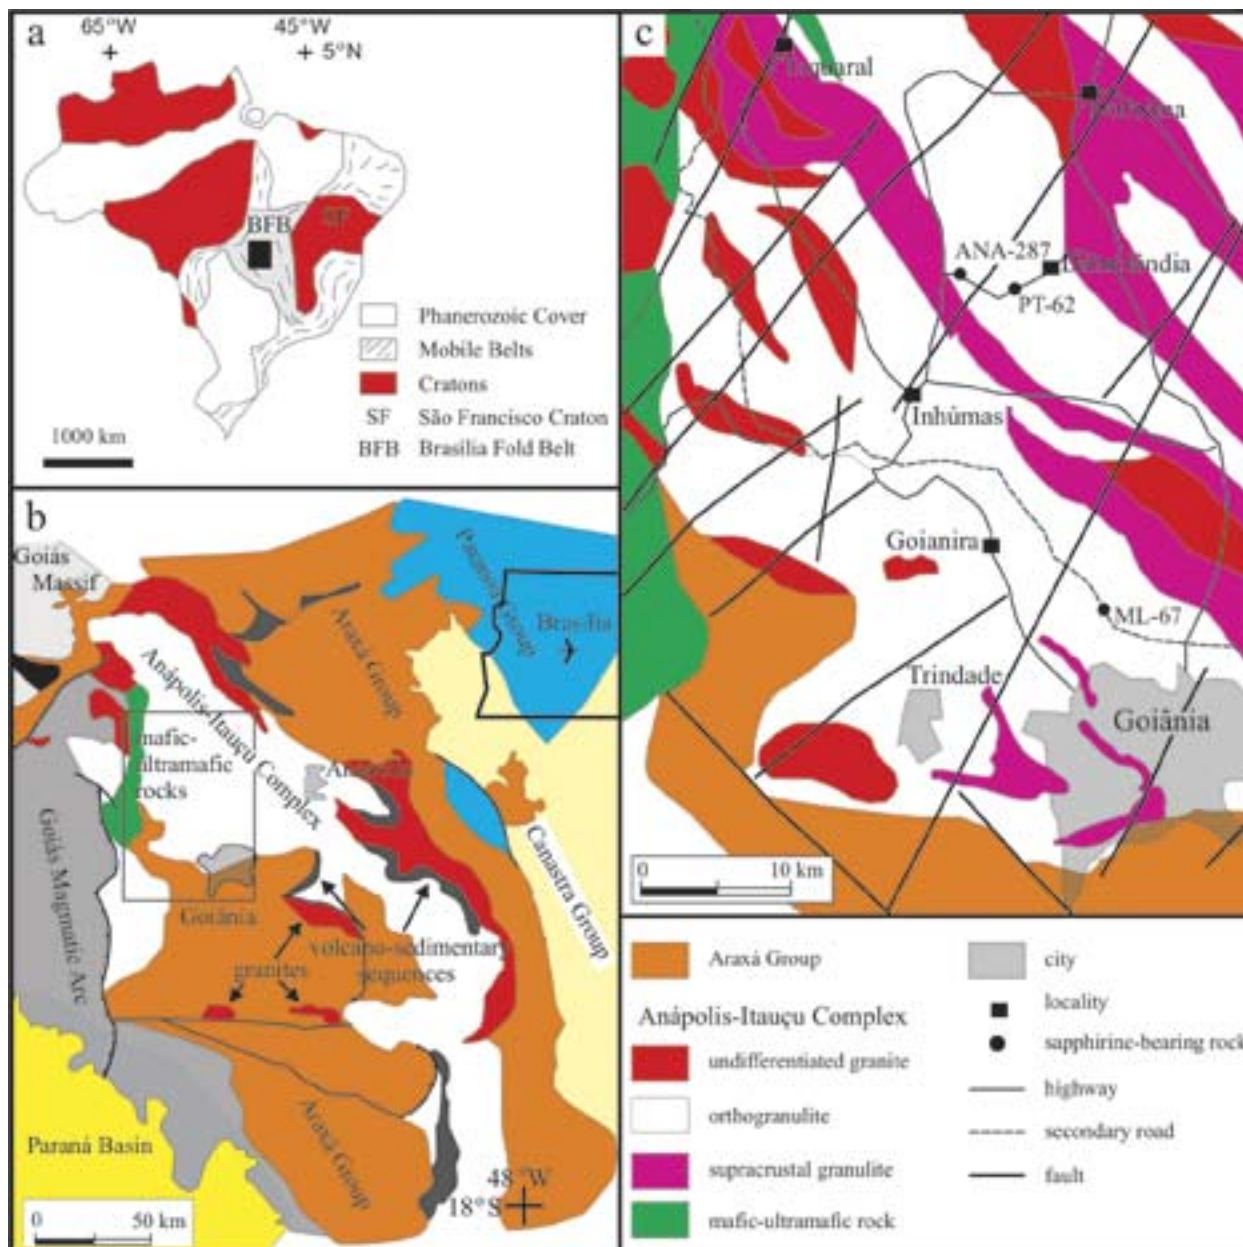 a
65°W
45°W
5°N
BFB
SF
Phanerozoic Cover
Mobile Belts
Cratons
SF São Francisco Craton
BFB Brasília Fold Belt
1000 km
b
Goiás
Massif
Paranoá Group
Brasília
Araxá Group
Anápolis-Itauçú Complex
mafic-
ultramafic
rocks
Goiás Magmatic Arc
Canastra Group
Goiânia
volcano-sedimentary
sequences
granites
Araxá Group
Paraná Basin
48°W
18°S
0 50 km
c
ANA-287
PT-62
Inhúmas
Goianira
ML-67
Trindade
Goiânia
0 10 km
Araxá Group
Anápolis-Itauçu Complex
undifferentiated granite
orthogranulite
supracrustal granulite
mafic-ultramafic rock
city
locality
sapphirine-bearing rock
highway
secondary road
fault